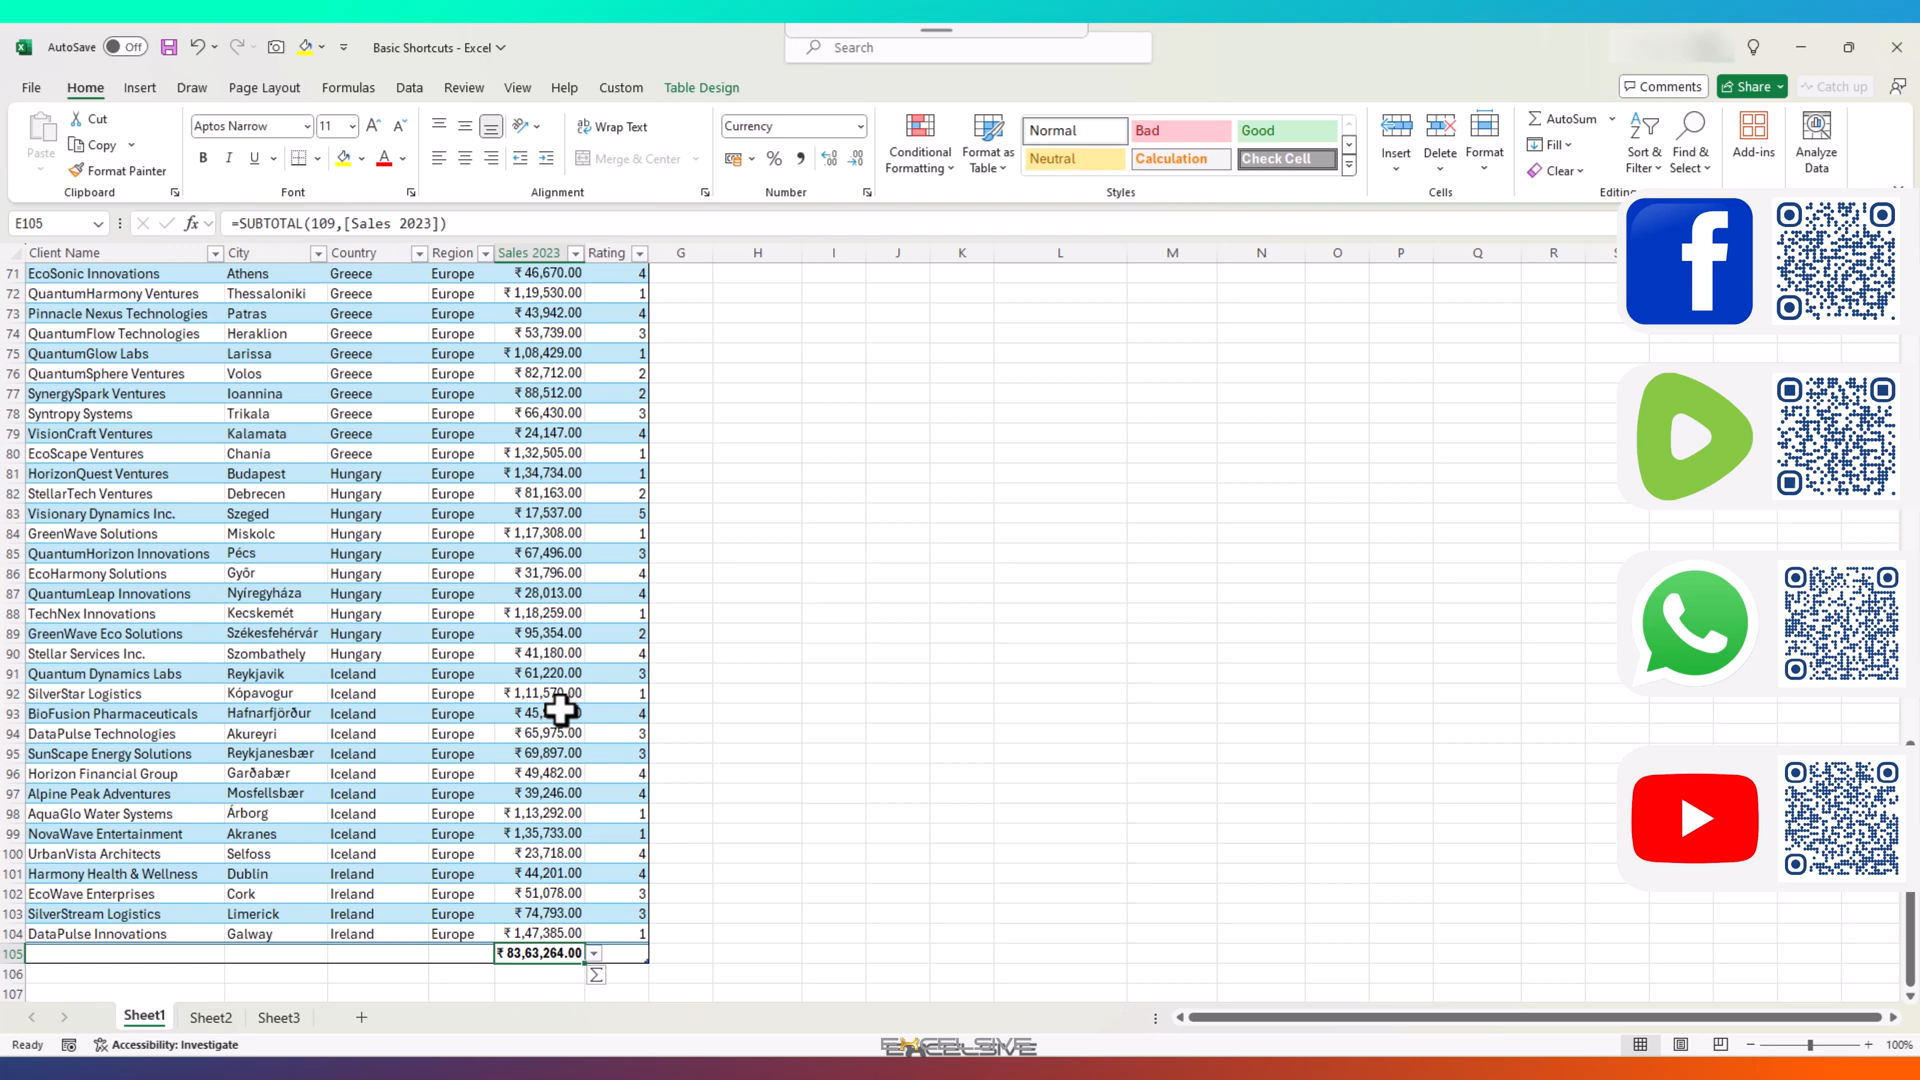 AutoSave Off Basic Shortcuts - Excel Search
File Home Insert Draw Page Layout Formulas Data Review View Help Custom Table Design Comments Share Catch up
Paste Cut Copy Format Painter Clipboard
Aptos Narrow 11 B I U A Font
Wrap Text Merge & Center Alignment
Currency % Number
Conditional Formatting Format as Table Normal Bad Good Neutral Calculation Check Cell Styles
Insert Delete Format Cells
AutoSum Fill Clear Sort & Filter Find & Select Editing
Add-ins Analyze Data
E105 fx =SUBTOTAL(109,[Sales 2023])
Client Name City Country Region Sales 2023 Rating G H I J K L M N O P Q R
71 EcoSonic Innovations Athens Greece Europe ₹ 46,670.00 4
72 QuantumHarmony Ventures Thessaloniki Greece Europe ₹ 1,19,530.00 1
73 Pinnacle Nexus Technologies Patras Greece Europe ₹ 43,942.00 4
74 QuantumFlow Technologies Heraklion Greece Europe ₹ 53,739.00 3
75 QuantumGlow Labs Larissa Greece Europe ₹ 1,08,429.00 1
76 QuantumSphere Ventures Volos Greece Europe ₹ 82,712.00 2
77 SynergySpark Ventures Ioannina Greece Europe ₹ 88,512.00 2
78 Syntropy Systems Trikala Greece Europe ₹ 66,430.00 3
79 VisionCraft Ventures Kalamata Greece Europe ₹ 24,147.00 4
80 EcoScape Ventures Chania Greece Europe ₹ 1,32,505.00 1
81 HorizonQuest Ventures Budapest Hungary Europe ₹ 1,34,734.00 1
82 StellarTech Ventures Debrecen Hungary Europe ₹ 81,163.00 2
83 Visionary Dynamics Inc. Szeged Hungary Europe ₹ 17,537.00 5
84 GreenWave Solutions Miskolc Hungary Europe ₹ 1,17,308.00 1
85 QuantumHorizon Innovations Pécs Hungary Europe ₹ 67,496.00 3
86 EcoHarmony Solutions Győr Hungary Europe ₹ 31,796.00 4
87 QuantumLeap Innovations Nyíregyháza Hungary Europe ₹ 28,013.00 4
88 TechNex Innovations Kecskemét Hungary Europe ₹ 1,18,259.00 1
89 GreenWave Eco Solutions Székesfehérvár Hungary Europe ₹ 95,354.00 2
90 Stellar Services Inc. Szombathely Hungary Europe ₹ 41,180.00 4
91 Quantum Dynamics Labs Reykjavik Iceland Europe ₹ 61,220.00 3
92 SilverStar Logistics Kópavogur Iceland Europe ₹ 1,11,570.00 1
93 BioFusion Pharmaceuticals Hafnarfjörður Iceland Europe 4
94 DataPulse Technologies Akureyri Iceland Europe ₹ 65,975.00 3
95 SunScape Energy Solutions Reykjanesbær Iceland Europe ₹ 69,897.00 3
96 Horizon Financial Group Garðabær Iceland Europe ₹ 49,482.00 4
97 Alpine Peak Adventures Mosfellsbær Iceland Europe ₹ 39,246.00 4
98 AquaGlo Water Systems Árborg Iceland Europe ₹ 1,13,292.00 1
99 NovaWave Entertainment Akranes Iceland Europe ₹ 1,35,733.00 1
100 UrbanVista Architects Selfoss Iceland Europe ₹ 23,718.00 4
101 Harmony Health & Wellness Dublin Ireland Europe ₹ 44,201.00 4
102 EcoWave Enterprises Cork Ireland Europe ₹ 51,078.00 3
103 SilverStream Logistics Limerick Ireland Europe ₹ 74,793.00 3
104 DataPulse Innovations Galway Ireland Europe ₹ 1,47,385.00 1
105 ₹ 83,63,264.00
106
107
Sheet1 Sheet2 Sheet3
Ready Accessibility: Investigate EXCELSIVE 100%